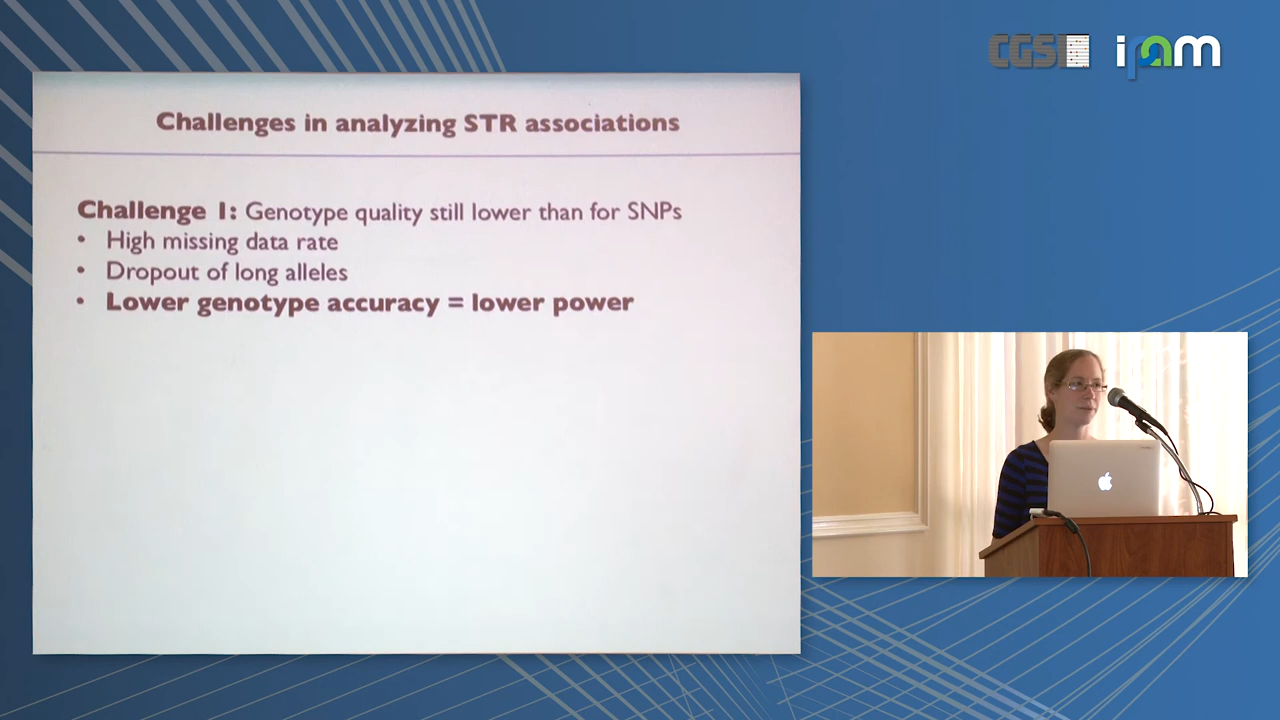 CGSI
ipam
Challenges in analyzing STR associations
Challenge 1: Genotype quality still lower than for SNPs
• High missing data rate
• Dropout of long alleles
• Lower genotype accuracy = lower power